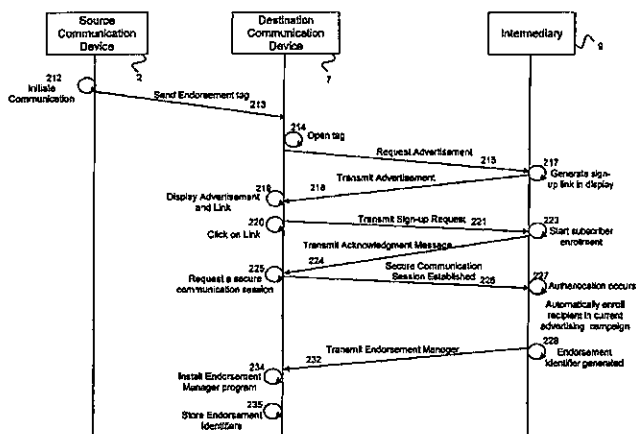 Source
Communication
Device
Destination
Communication
Device
Intermediary
2
7
9
212
Initiate
Communication
Send Endorsement tag
213
214
Open tag
Request Advertisement
215
217
Generate sign-
up link in display
Transmit Advertisement
218
219
Display Advertisement
and Link
220
Click on Link
Transmit Sign-up Request
221
223
Start subscriber
enrollment
Transmit Acknowledgment Message
224
225
Request a secure
communication session
Secure Communication
Session Established
226
227
Authentication occurs
Automatically enroll
recipient in current
advertising campaign
Transmit Endorsement Manager
232
228
Endorsement
Identifier generated
234
Install Endorsement
Manager program
235
Store Endorsement
Identifiers